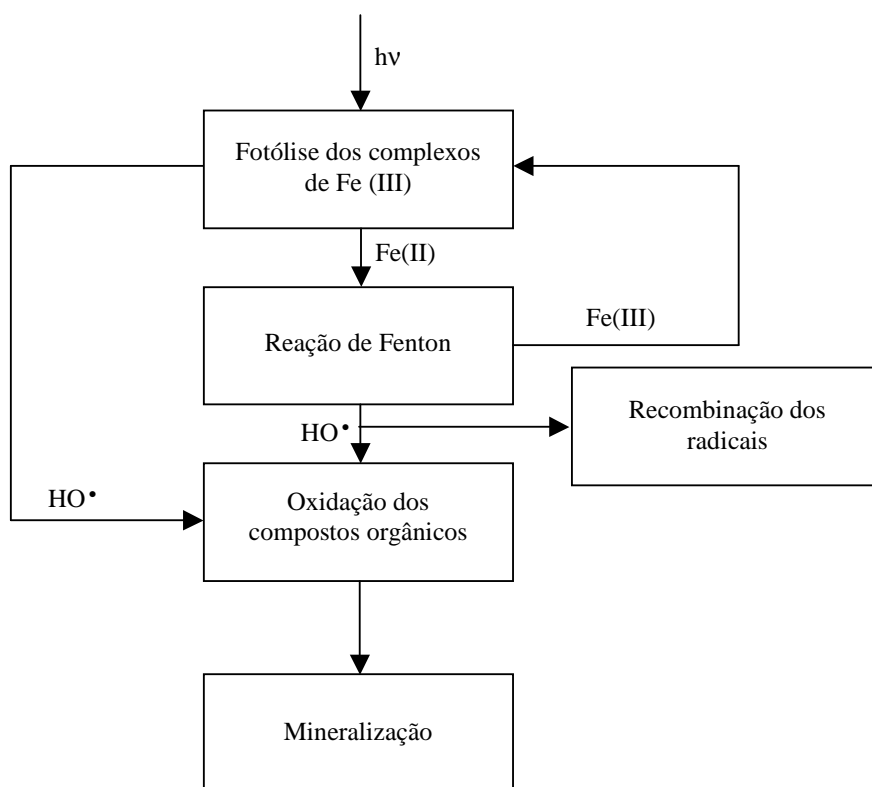 hν
Fotólise dos complexos
de Fe (III)
Fe(II)
Reação de Fenton
Fe(III)
Recombinação dos
radicais
HO•
HO•
Oxidação dos
compostos orgânicos
Mineralização